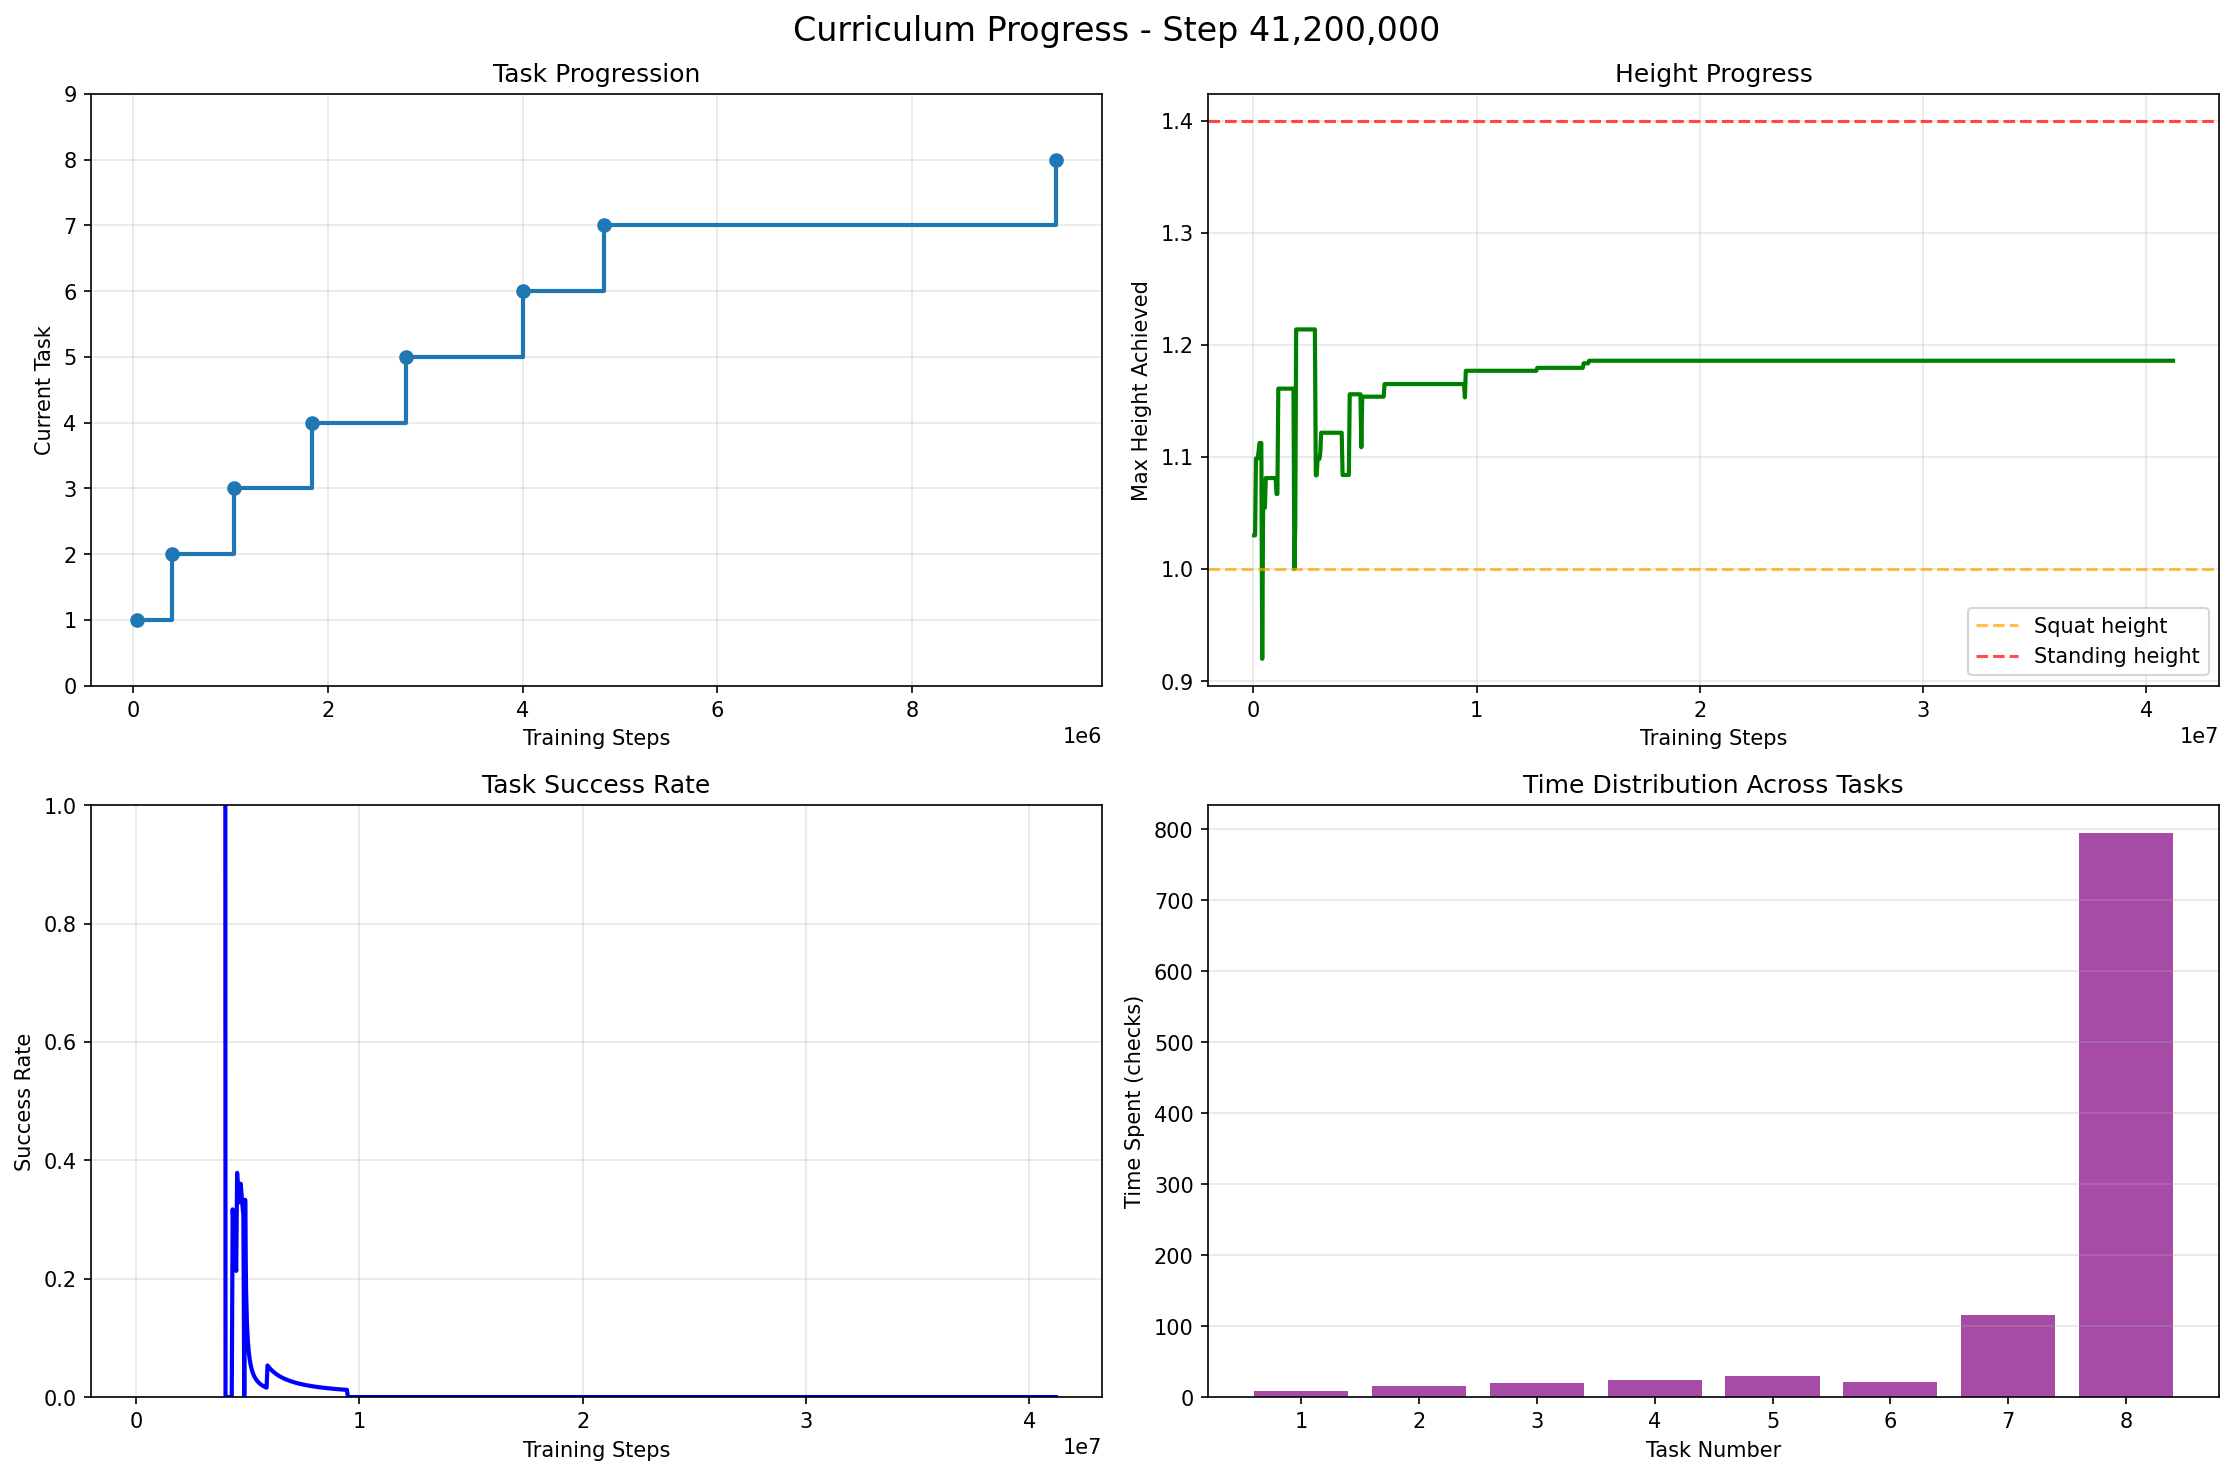 Curriculum Progress - Step 41,200,000
Task Progression
9
8
7
6
5
4
3
2
1
0
Current Task
0 2 4 6 8
1e6
Training Steps
Height Progress
1.4
1.3
1.2
1.1
1.0
0.9
Max Height Achieved
Squat height
Standing height
0 1 2 3 4
1e7
Training Steps
Task Success Rate
1.0
0.8
0.6
0.4
0.2
0.0
Success Rate
0 1 2 3 4
1e7
Training Steps
Time Distribution Across Tasks
800
700
600
500
400
300
200
100
0
Time Spent (checks)
1 2 3 4 5 6 7 8
Task Number